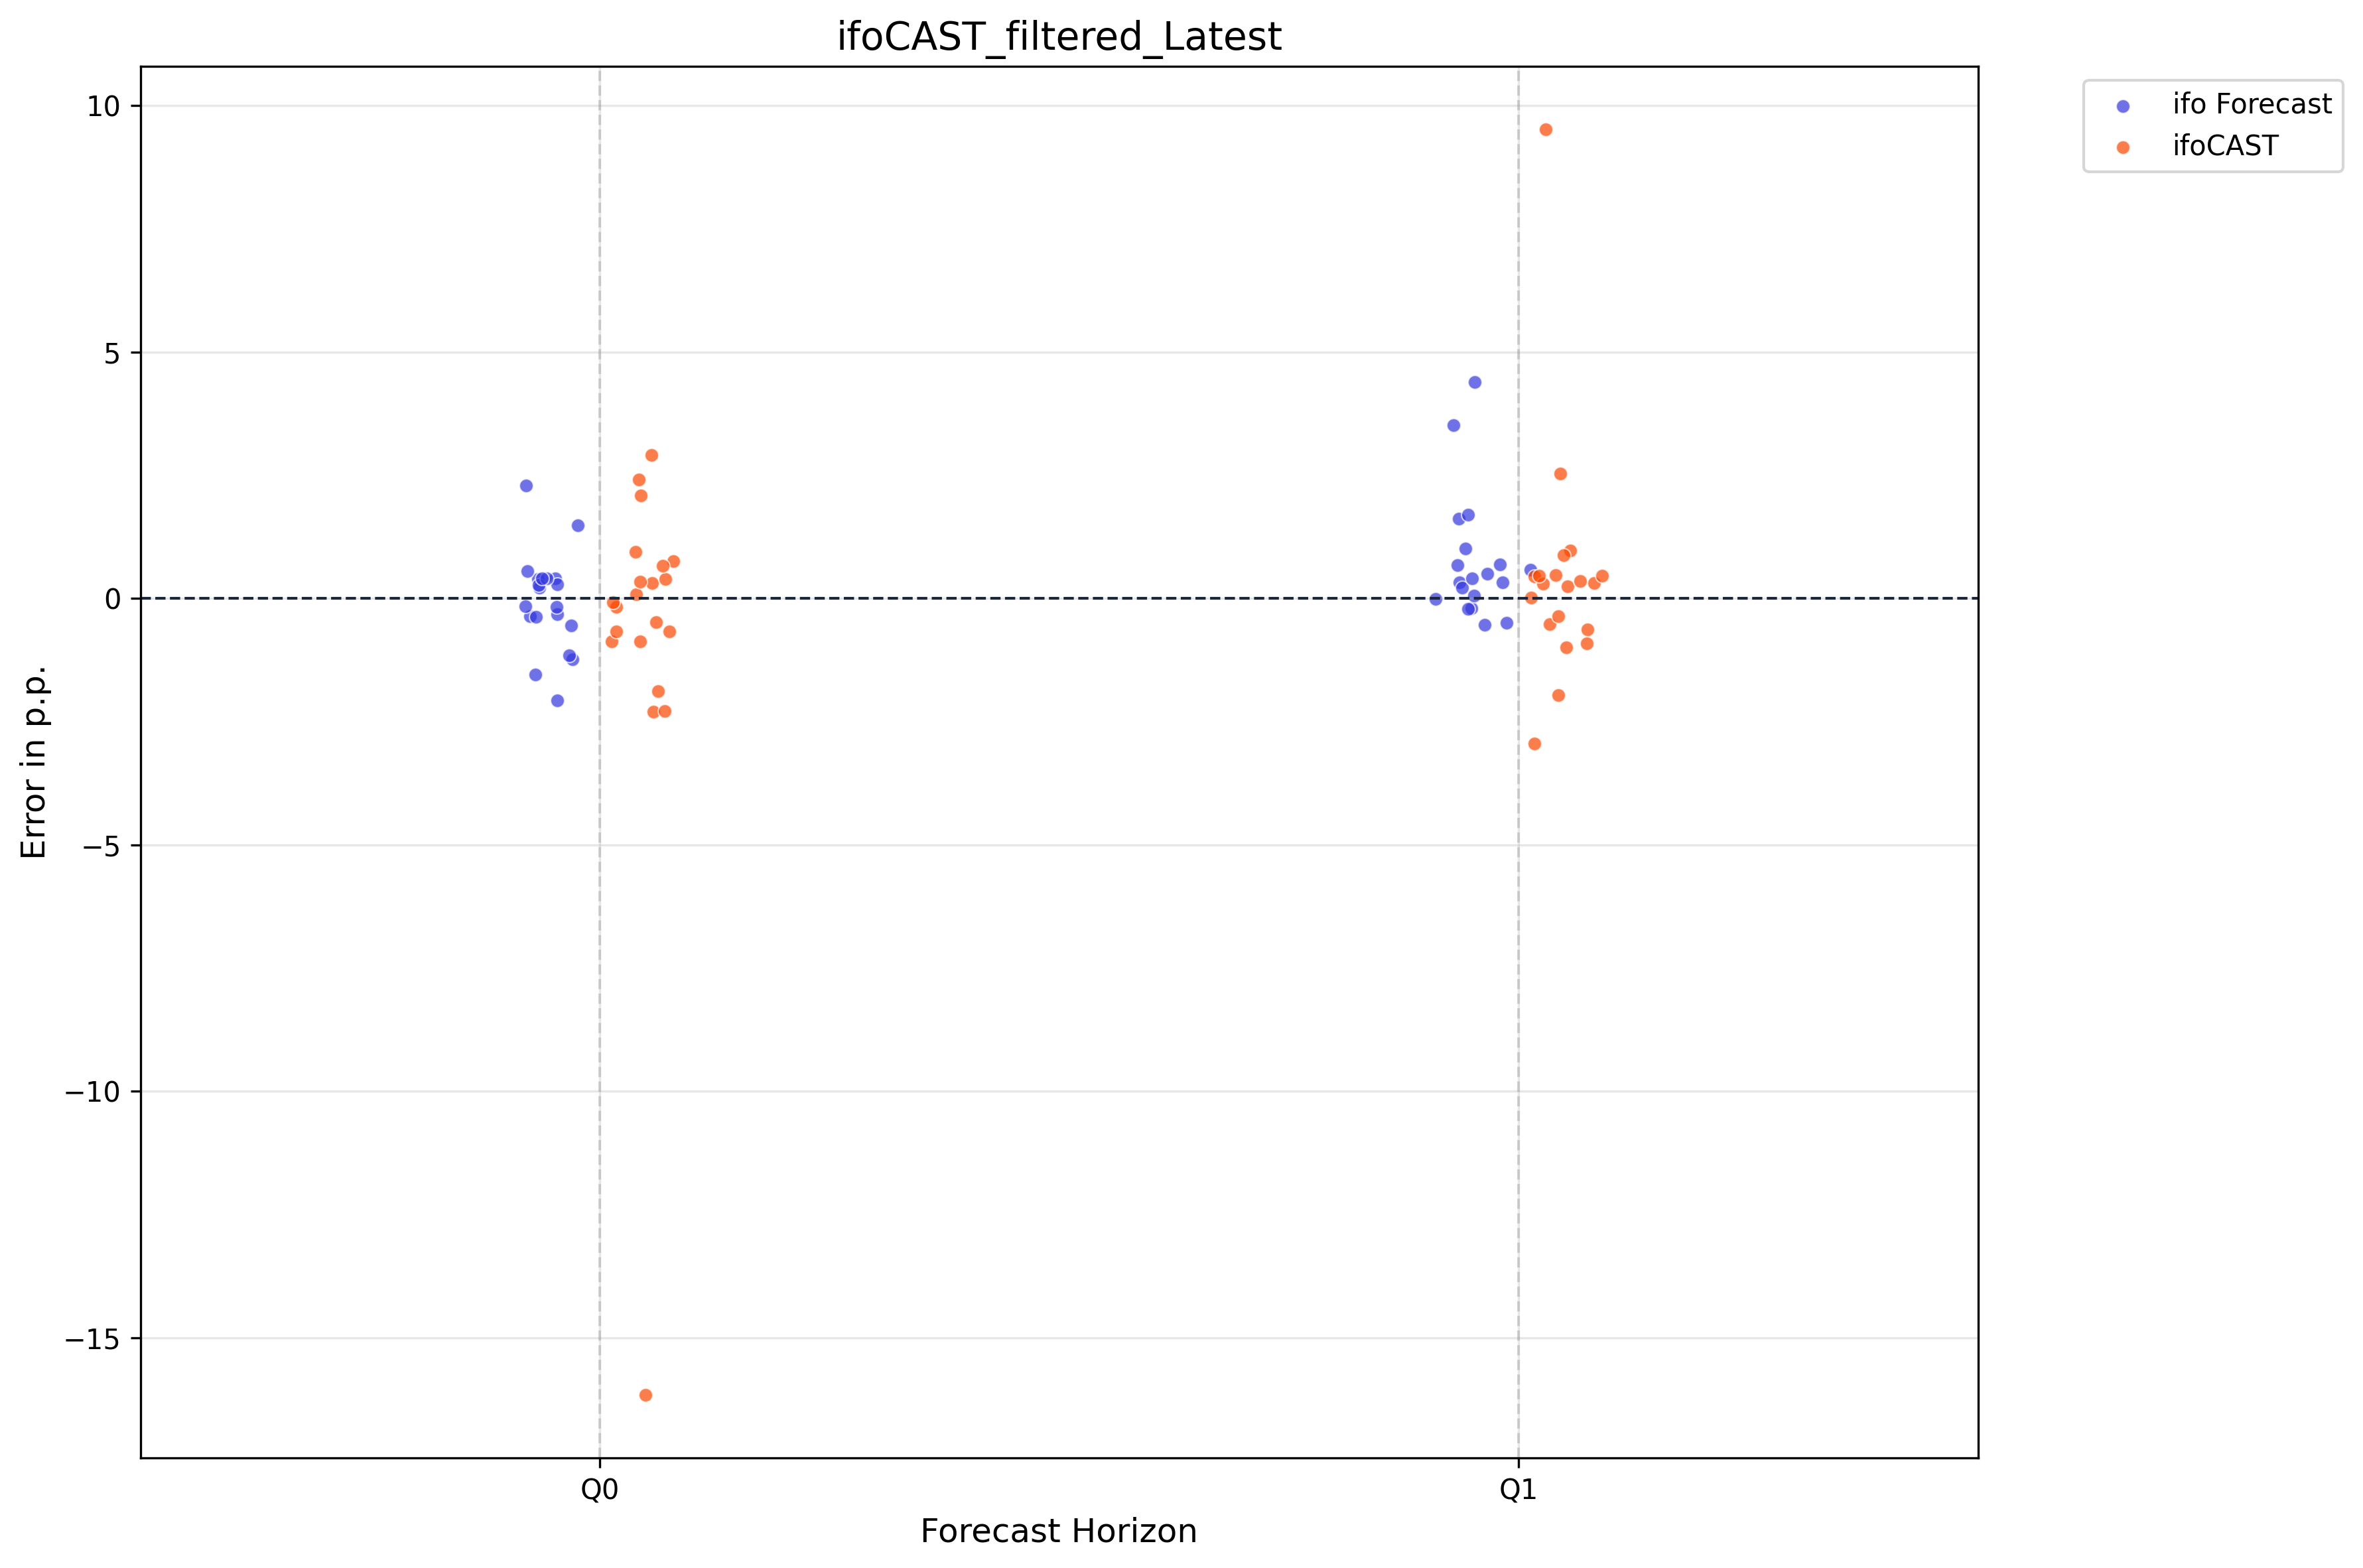 ifoCAST_filtered_Latest
ifo Forecast
ifoCAST
Error in p.p.
10
5
0
−5
−10
−15
Q0
Q1
Forecast Horizon